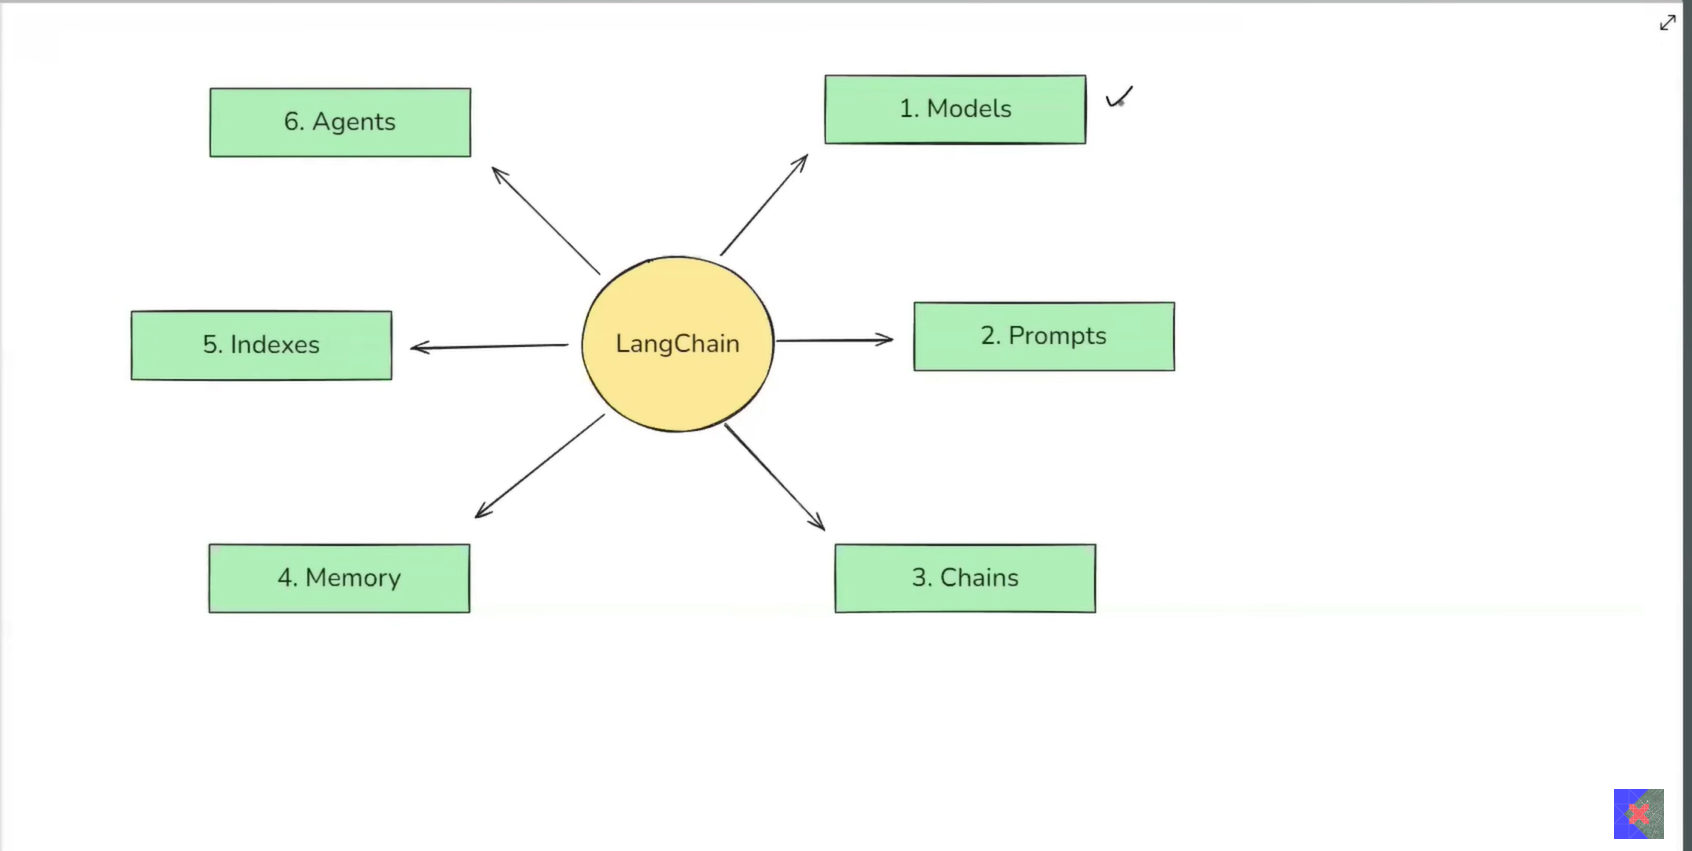 6. Agents
1. Models
5. Indexes
LangChain
2. Prompts
4. Memory
3. Chains